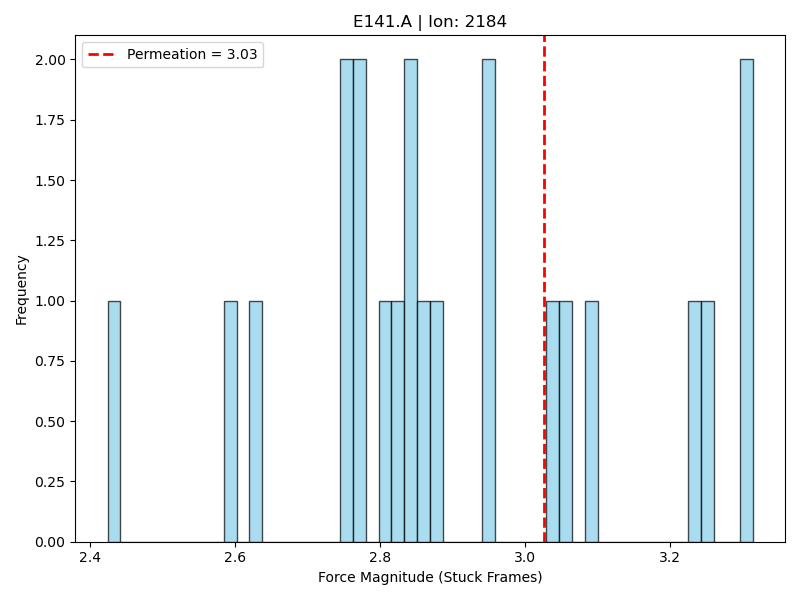 E141.A | Ion: 2184
Permeation = 3.03
2.00
1.75
1.50
1.25
1.00
0.75
0.50
0.25
0.00
Frequency
2.4 2.6 2.8 3.0 3.2
Force Magnitude (Stuck Frames)